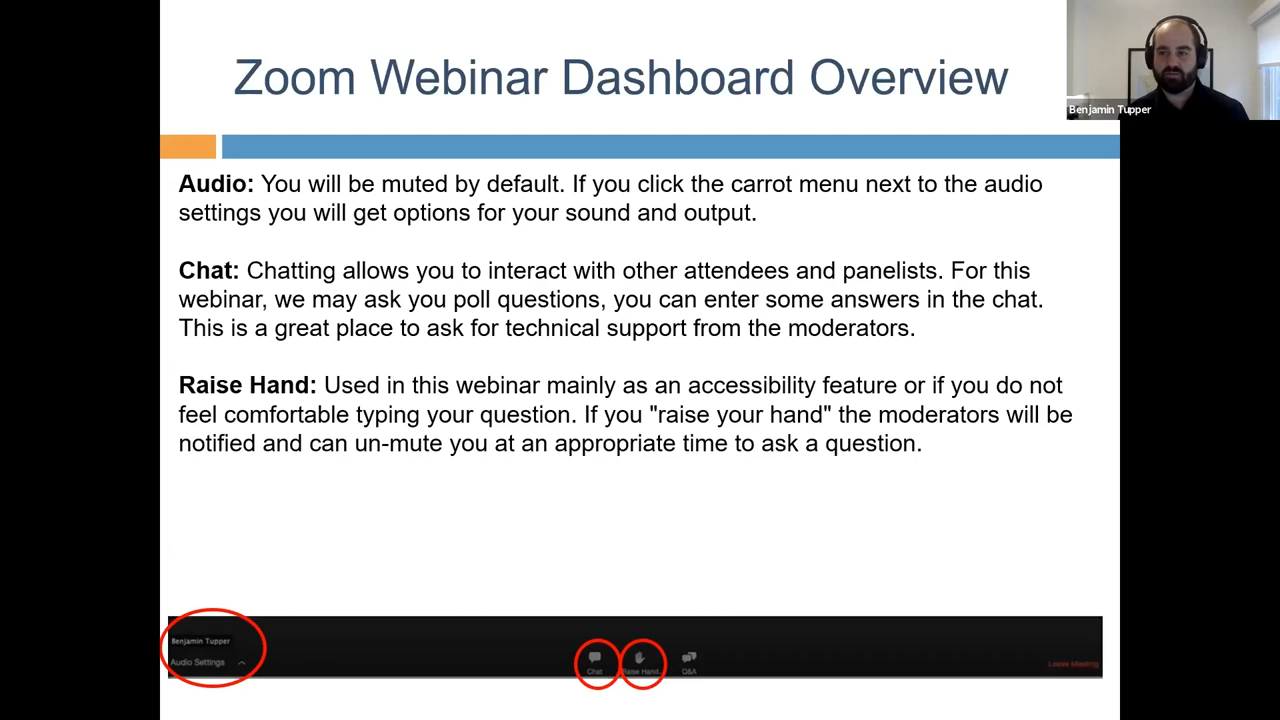 Zoom Webinar Dashboard Overview
Benjamin Tupper
Audio: You will be muted by default. If you click the carrot menu next to the audio
settings you will get options for your sound and output.
Chat: Chatting allows you to interact with other attendees and panelists. For this
webinar, we may ask you poll questions, you can enter some answers in the chat.
This is a great place to ask for technical support from the moderators.
Raise Hand: Used in this webinar mainly as an accessibility feature or if you do not
feel comfortable typing your question. If you "raise your hand" the moderators will be
notified and can un-mute you at an appropriate time to ask a question.
Benjamin Tupper
Audio Settings
Chat
Raise Hand
Q&A
Leave Meeting